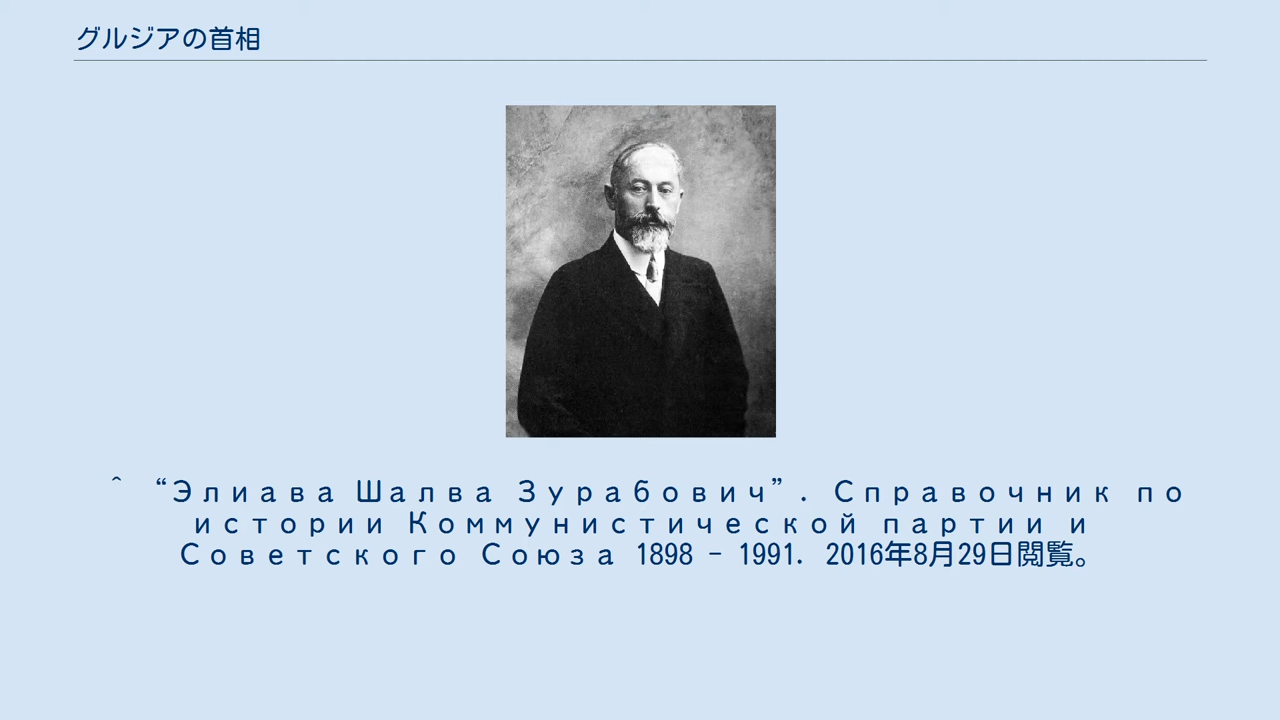 グルジアの首相
^ “Элиава Шалва Зурабович”. Справочник по
истории Коммунистической партии и
Советского Союза 1898 - 1991. 2016年8月29日閲覧。